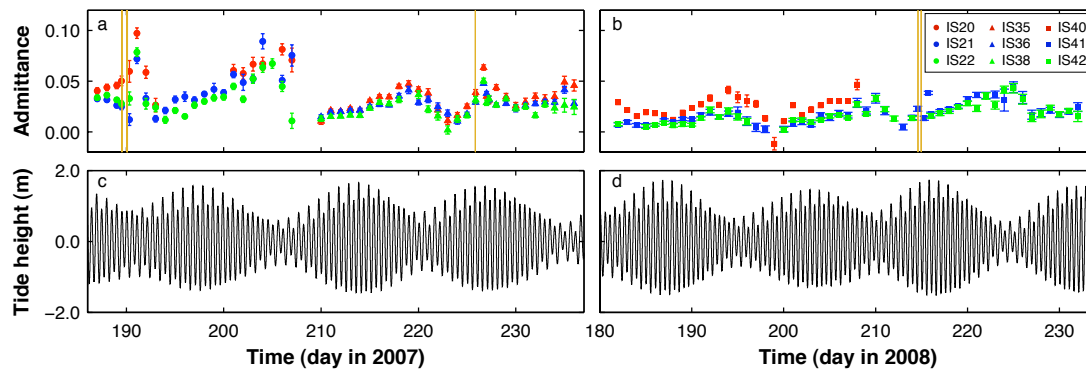 a
b
IS20 IS35 IS40
IS21 IS36 IS41
IS22 IS38 IS42
Admittance
0.10
0.05
0.00
c
d
Tide height (m)
2.0
0.0
-2.0
190 200 210 220 230
180 190 200 210 220 230
Time (day in 2007)
Time (day in 2008)